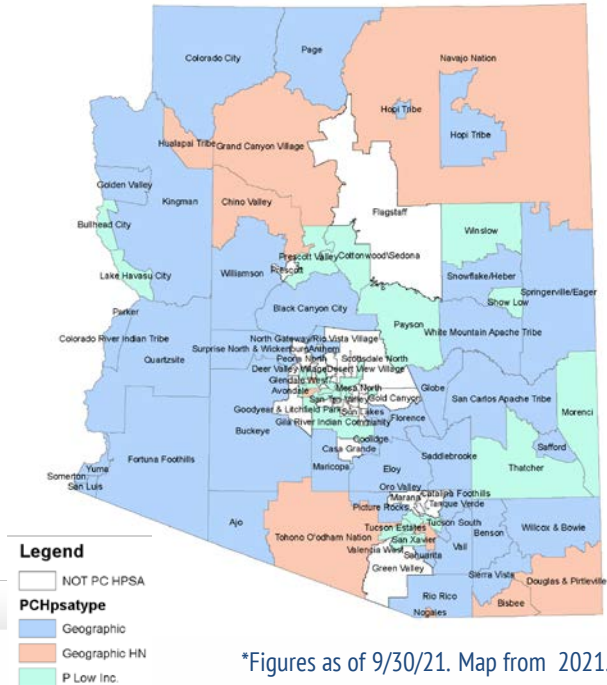 Colorado City
Page
Navajo Nation
Hopi Tribe
Hopi Tribe
Hualapai Tribe
Grand Canyon Village
Golden Valley
Kingman
Chino Valley
Flagstaff
Bullhead City
Winslow
Prescott Valley
Cottonwood\Sedona
Lake Havasu City
Williamson
Prescott
Snowflake/Heber
Springerville/Eager
Show Low
Black Canyon City
Parker
Payson
White Mountain Apache Tribe
Colorado River Indian Tribe
North Gateway/Rio Vista Village
Surprise North & Wickenburg
Anthem
Quartzsite
Peoria North
Scottsdale North
Deer Valley Village
Desert View Village
Glendale West
Mesa North
Globe
San Carlos Apache Tribe
Avondale
San Tan Valley
Gold Canyon
Morenci
Goodyear & Litchfield Park
Sun Lakes
Florence
Gila River Indian Community
Buckeye
Coolidge
Safford
Casa Grande
Saddlebrooke
Thatcher
Fortuna Foothills
Maricopa
Eloy
Yuma
Somerton
San Luis
Oro Valley
Marana
Catalina Foothills
Picture Rocks
Tanque Verde
Ajo
Tucson Estates
Tucson South
Benson
Willcox & Bowie
Tohono O'odham Nation
San Xavier
Valencia West
Vail
Sahuarita
Green Valley
Sierra Vista
Douglas & Pirtleville
Rio Rico
Bisbee
Nogales
Legend
NOT PC HPSA
PCHpsatype
Geographic
Geographic HN
P Low Inc.
*Figures as of 9/30/21. Map from 2021.